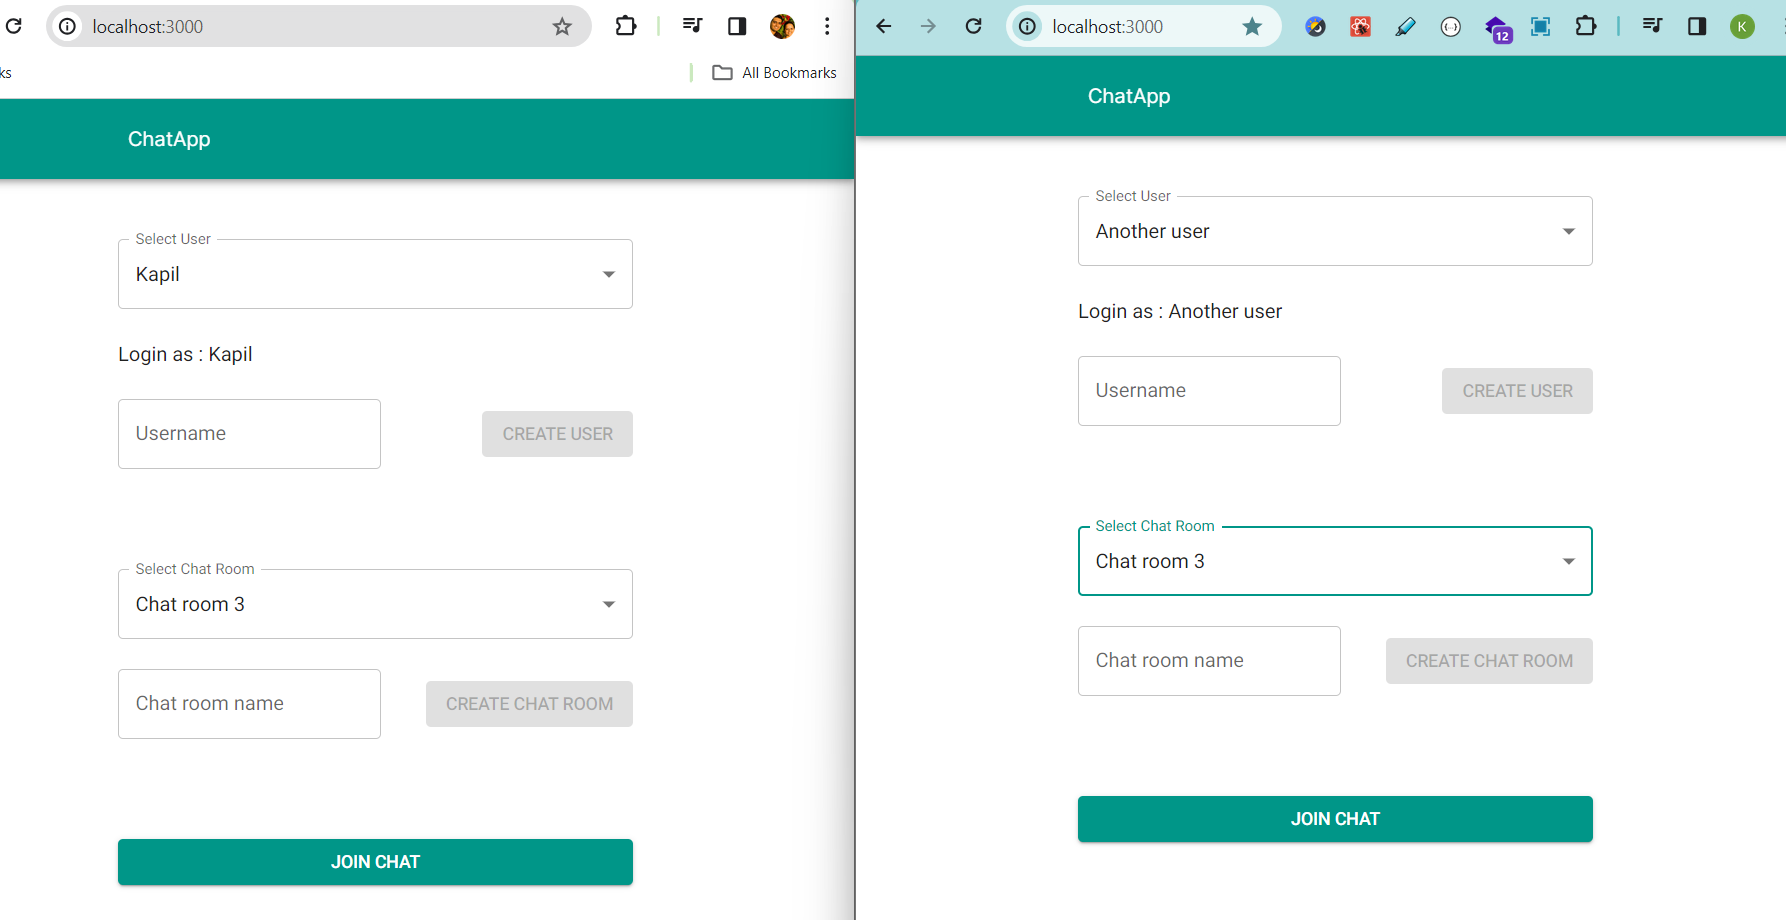 localhost:3000
ks
All Bookmarks
ChatApp
Select User
Kapil
Login as : Kapil
Username
CREATE USER
Select Chat Room
Chat room 3
Chat room name
CREATE CHAT ROOM
JOIN CHAT
localhost:3000
12
K
ChatApp
Select User
Another user
Login as : Another user
Username
CREATE USER
Select Chat Room
Chat room 3
Chat room name
CREATE CHAT ROOM
JOIN CHAT